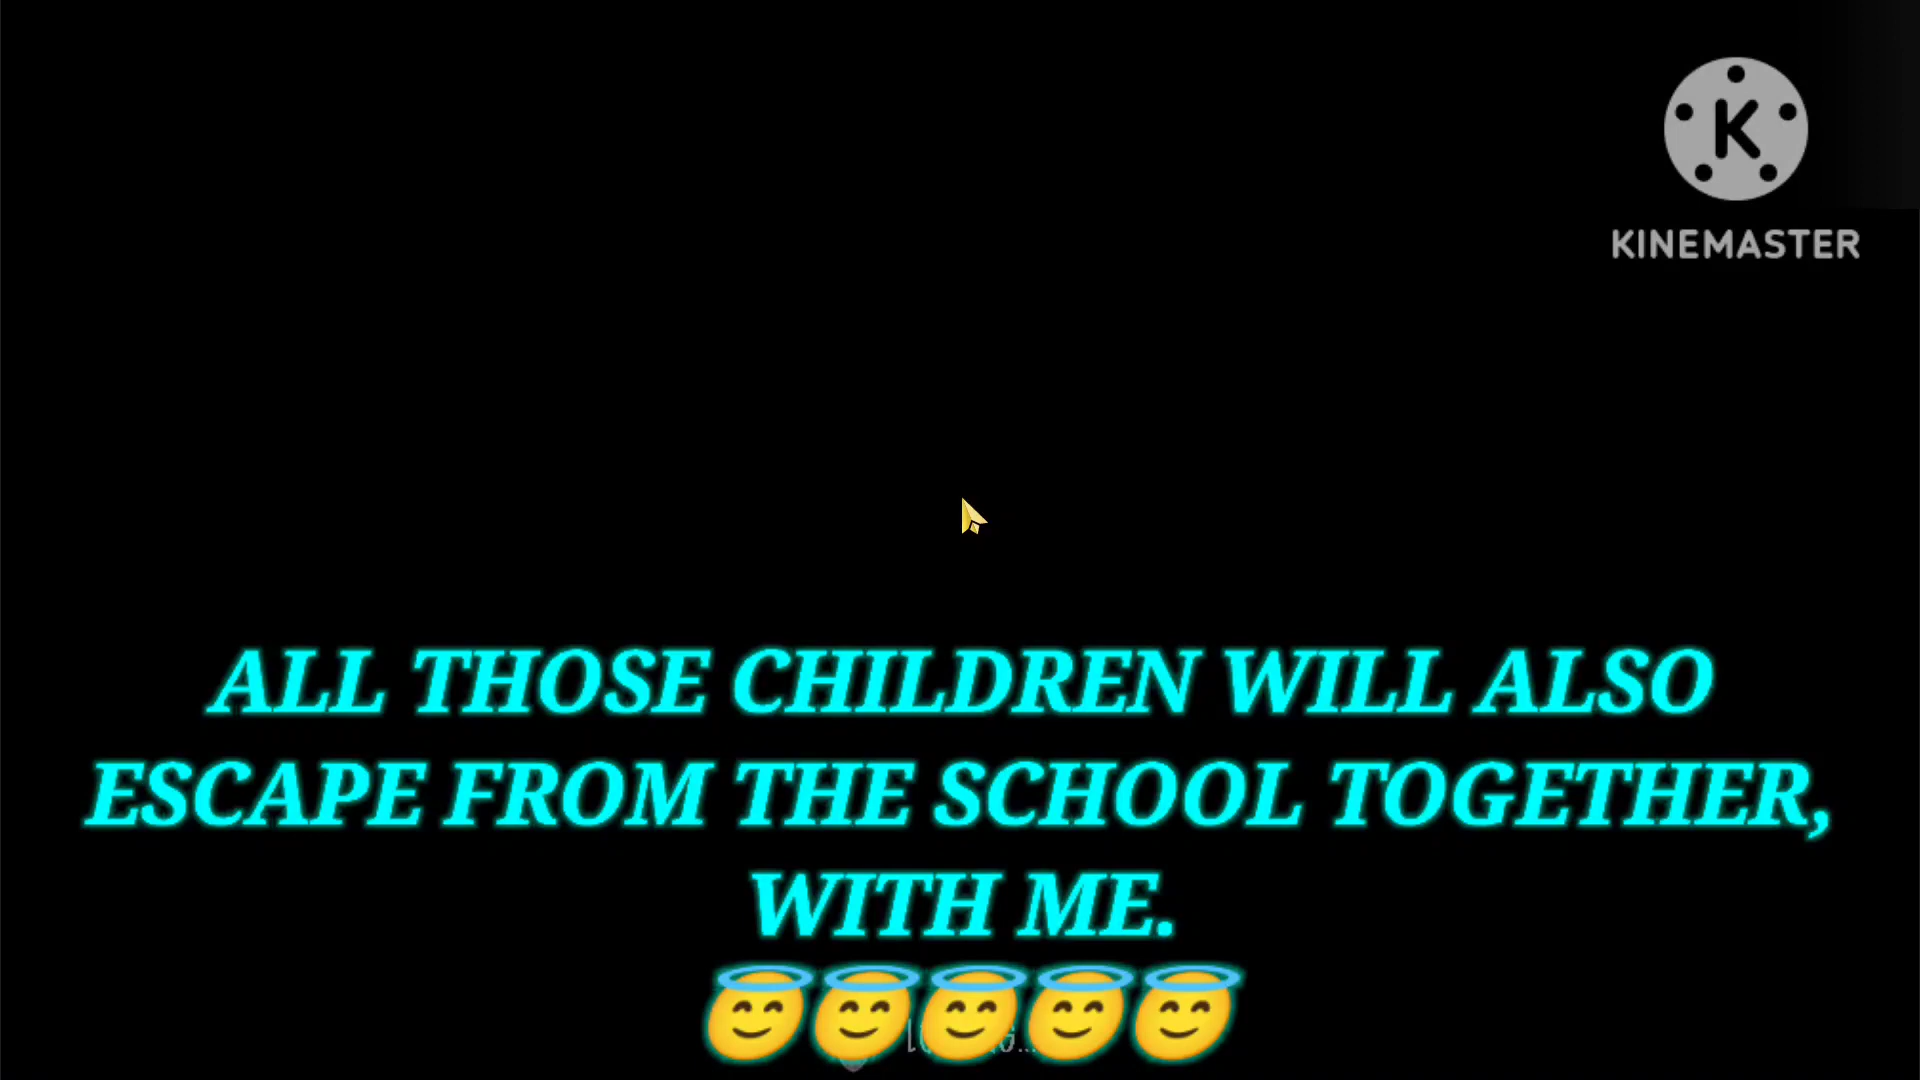 K
KINEMASTER
ALL THOSE CHILDREN WILL ALSO
ESCAPE FROM THE SCHOOL TOGETHER,
WITH ME.
😇😇😇😇😇